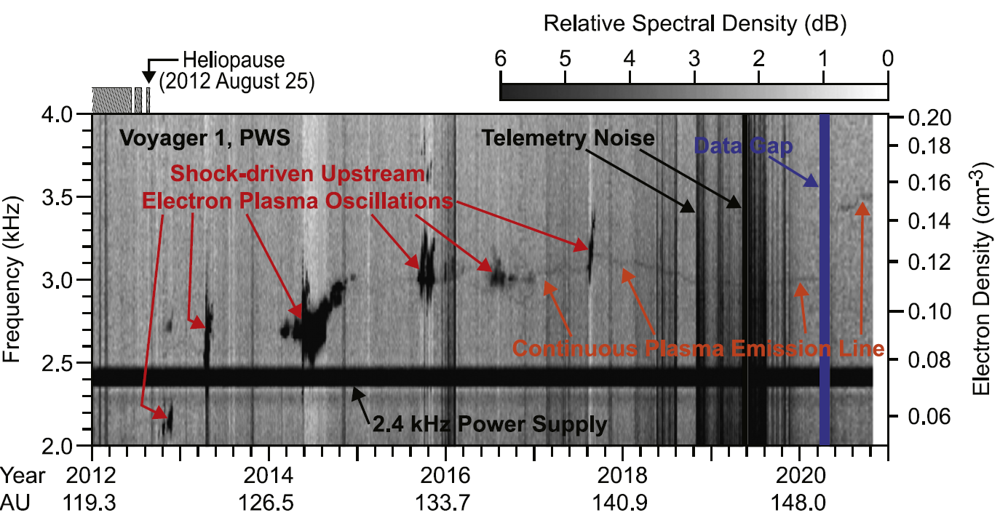 Relative Spectral Density (dB)
6 5 4 3 2 1 0
Heliopause
(2012 August 25)
Voyager 1, PWS
Telemetry Noise
Data Gap
Shock-driven Upstream
Electron Plasma Oscillations
Continuous Plasma Emission Line
2.4 kHz Power Supply
Frequency (kHz)
4.0
3.5
3.0
2.5
2.0
Electron Density (cm-3)
0.20
0.18
0.16
0.14
0.12
0.10
0.08
0.06
Year 2012 2014 2016 2018 2020
AU 119.3 126.5 133.7 140.9 148.0